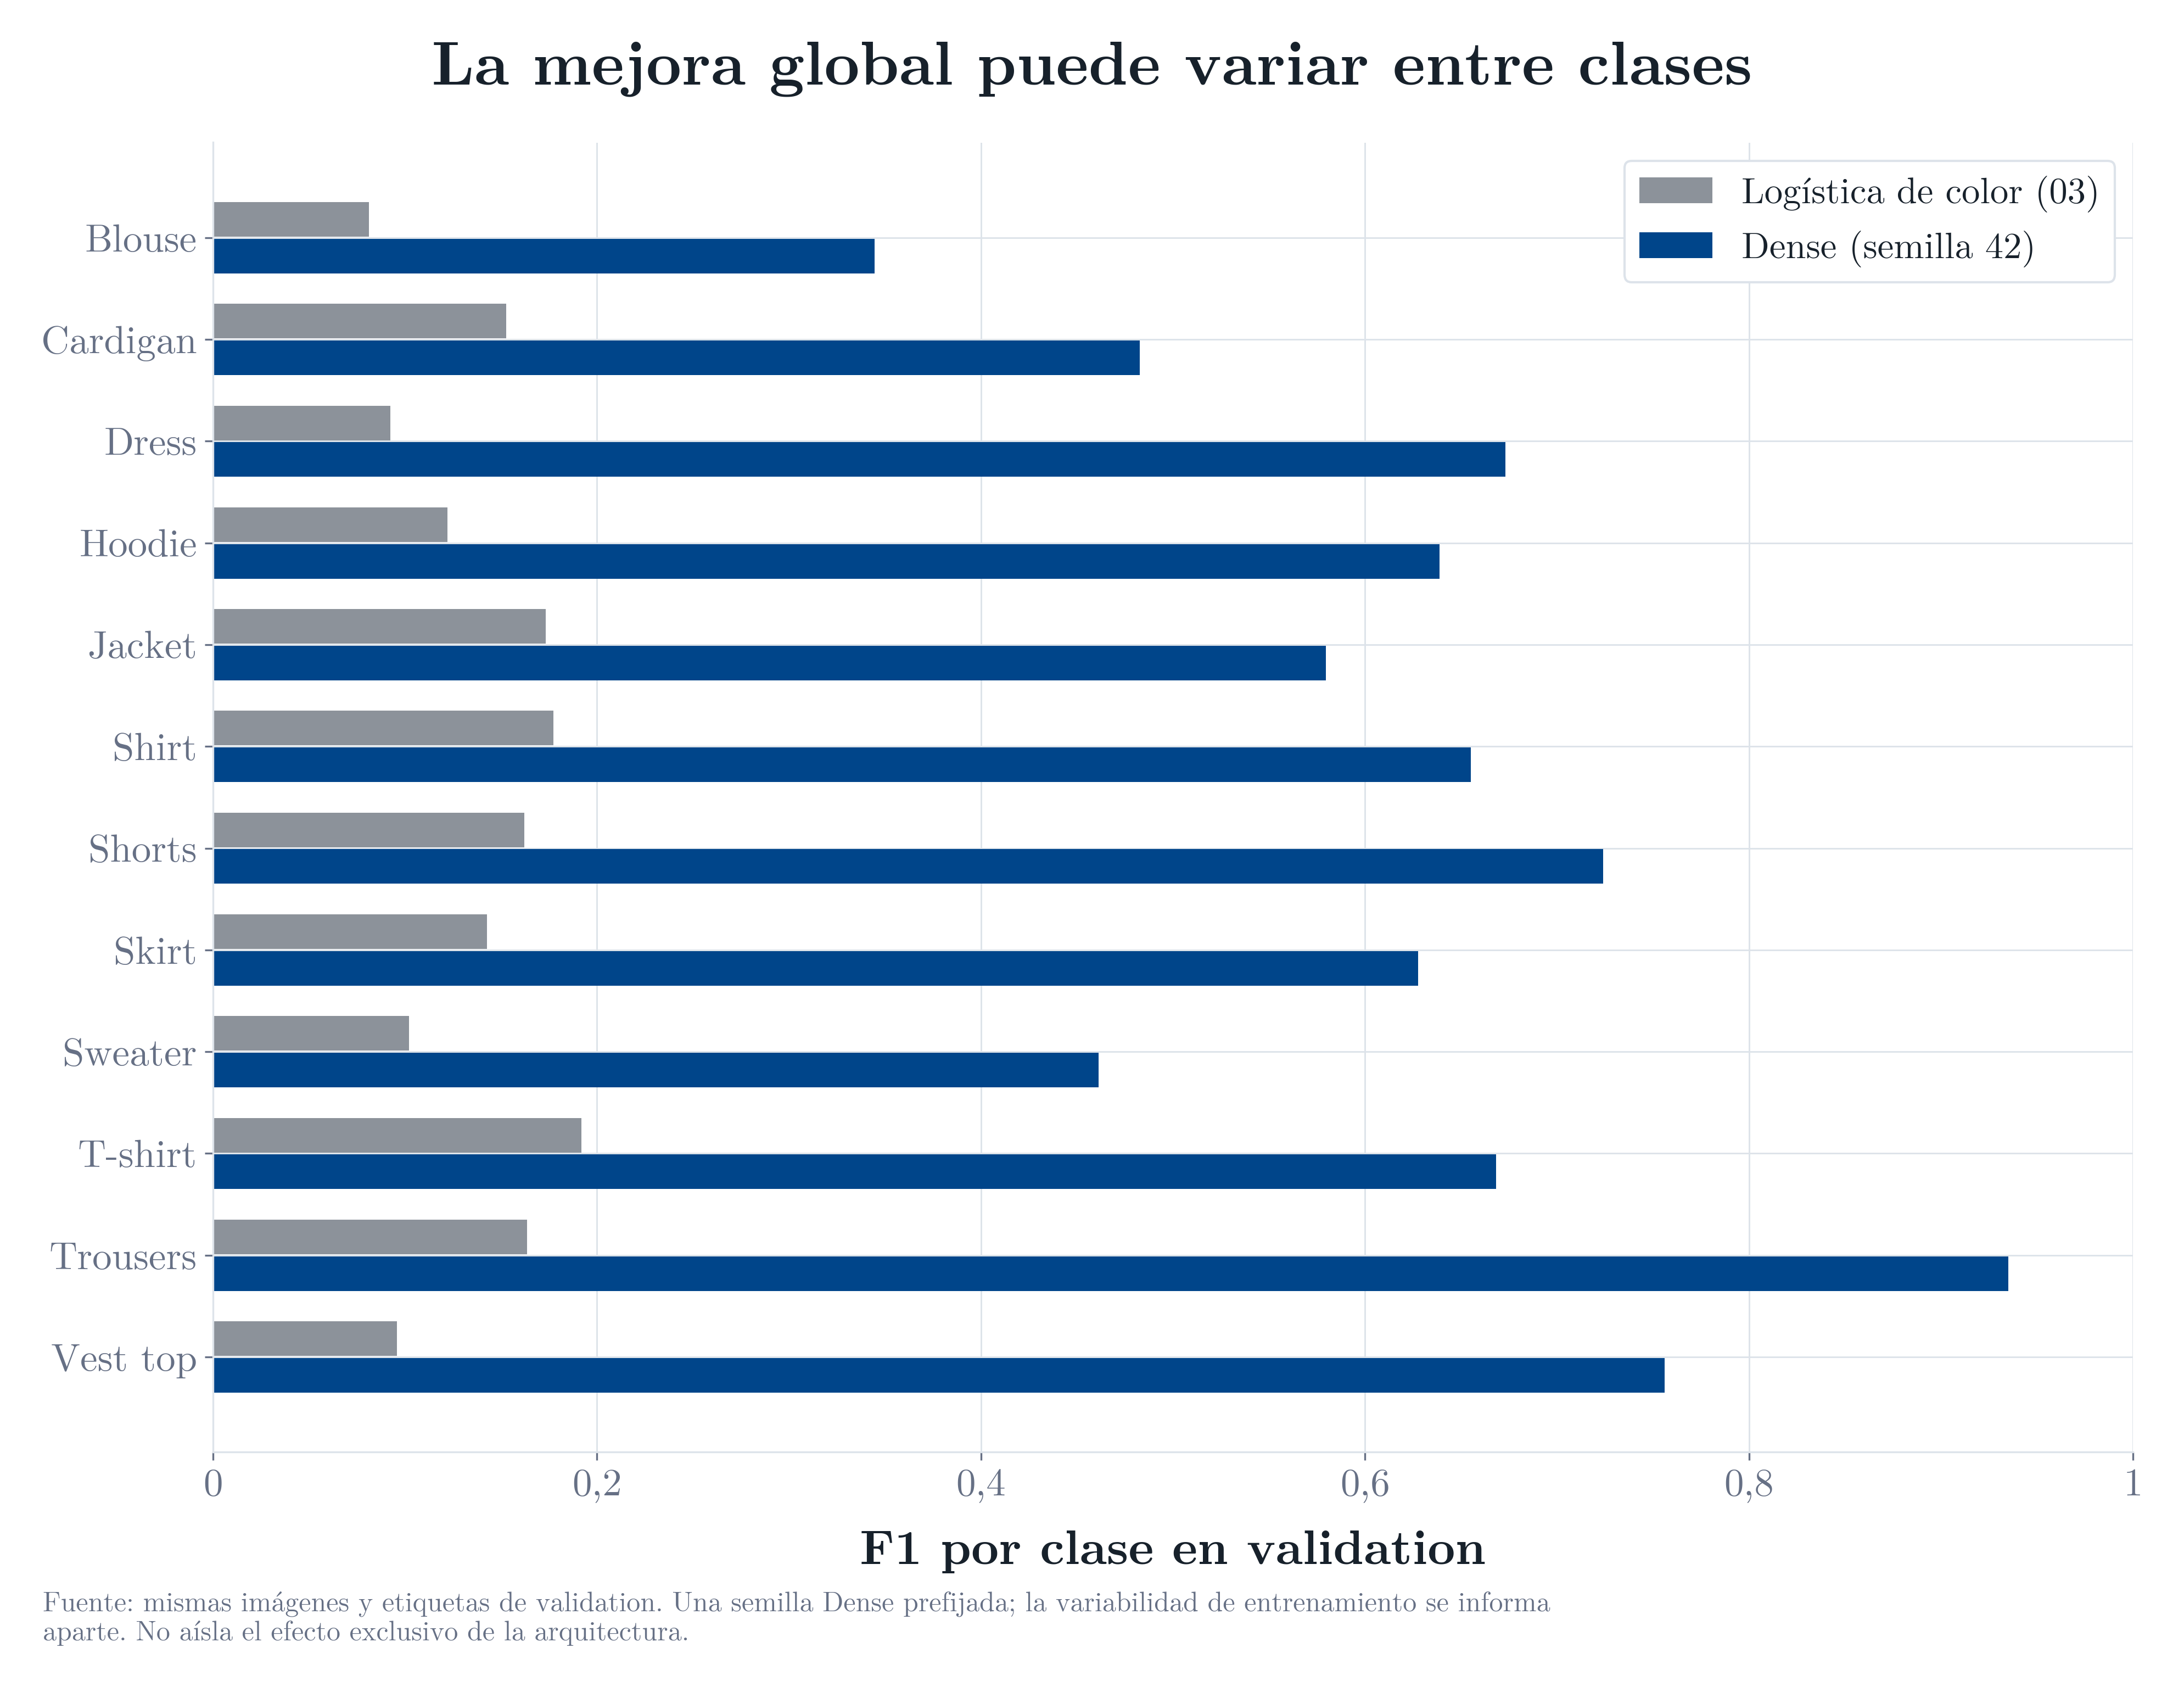 La mejora global puede variar entre clases
Logística de color (03)
Dense (semilla 42)
Blouse
Cardigan
Dress
Hoodie
Jacket
Shirt
Shorts
Skirt
Sweater
T-shirt
Trousers
Vest top
0 0,2 0,4 0,6 0,8 1
F1 por clase en validation
Fuente: mismas imágenes y etiquetas de validation. Una semilla Dense prefijada; la variabilidad de entrenamiento se informa
aparte. No aísla el efecto exclusivo de la arquitectura.